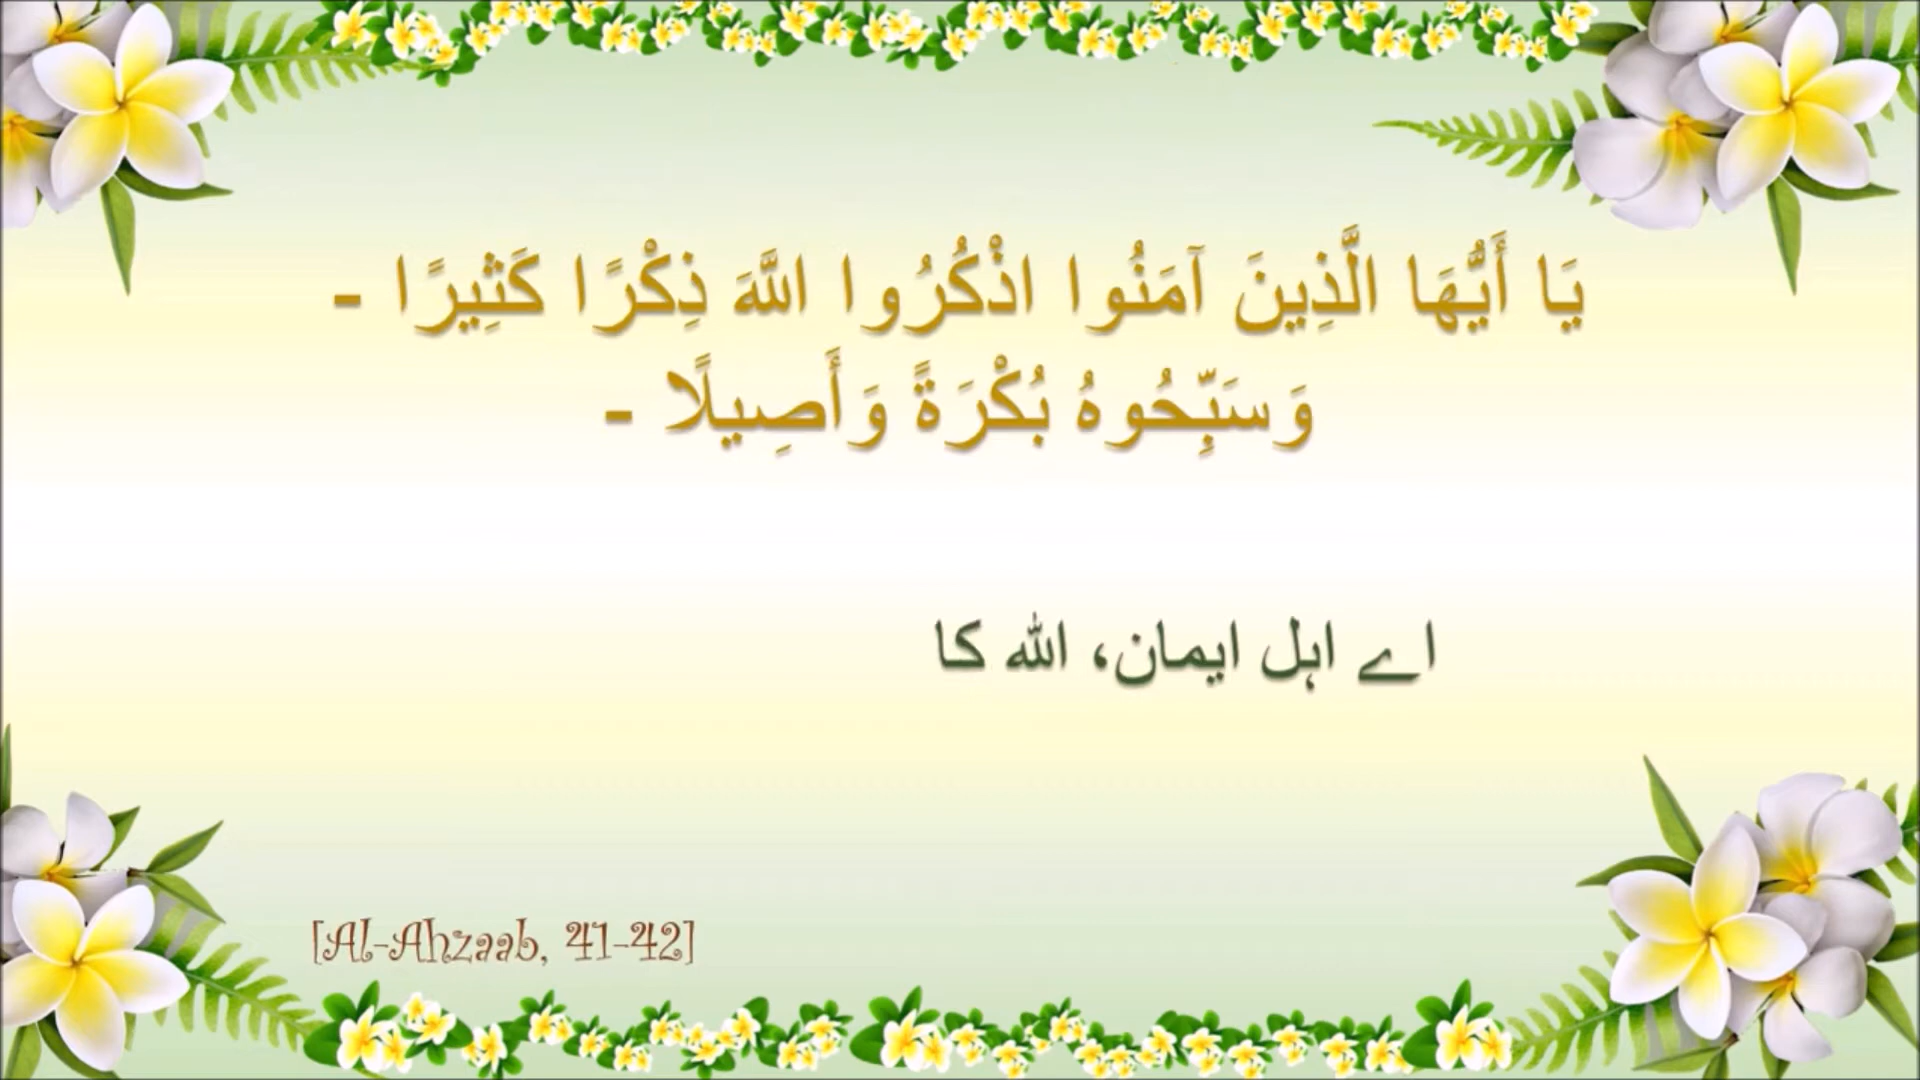 يَا أَيُّهَا الَّذِينَ آمَنُوا اذْكُرُوا اللَّهَ ذِكْرًا كَثِيرًا -
وَسَبِّحُوهُ بُكْرَةً وَأَصِيلًا -
اے اہل ایمان، اللہ کا
[Al-Ahzaab, 41-42]